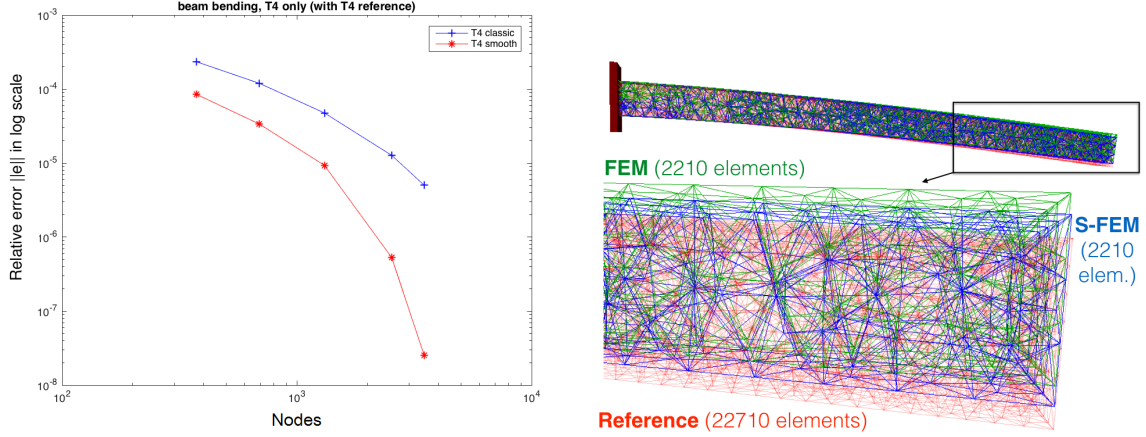 beam bending, T4 only (with T4 reference)
T4 classic
T4 smooth
Relative error ||e|| in log scale
10^-3
10^-4
10^-5
10^-6
10^-7
10^-8
10^2
10^3
10^4
Nodes
FEM (2210 elements)
S-FEM
(2210
elem.)
Reference (22710 elements)